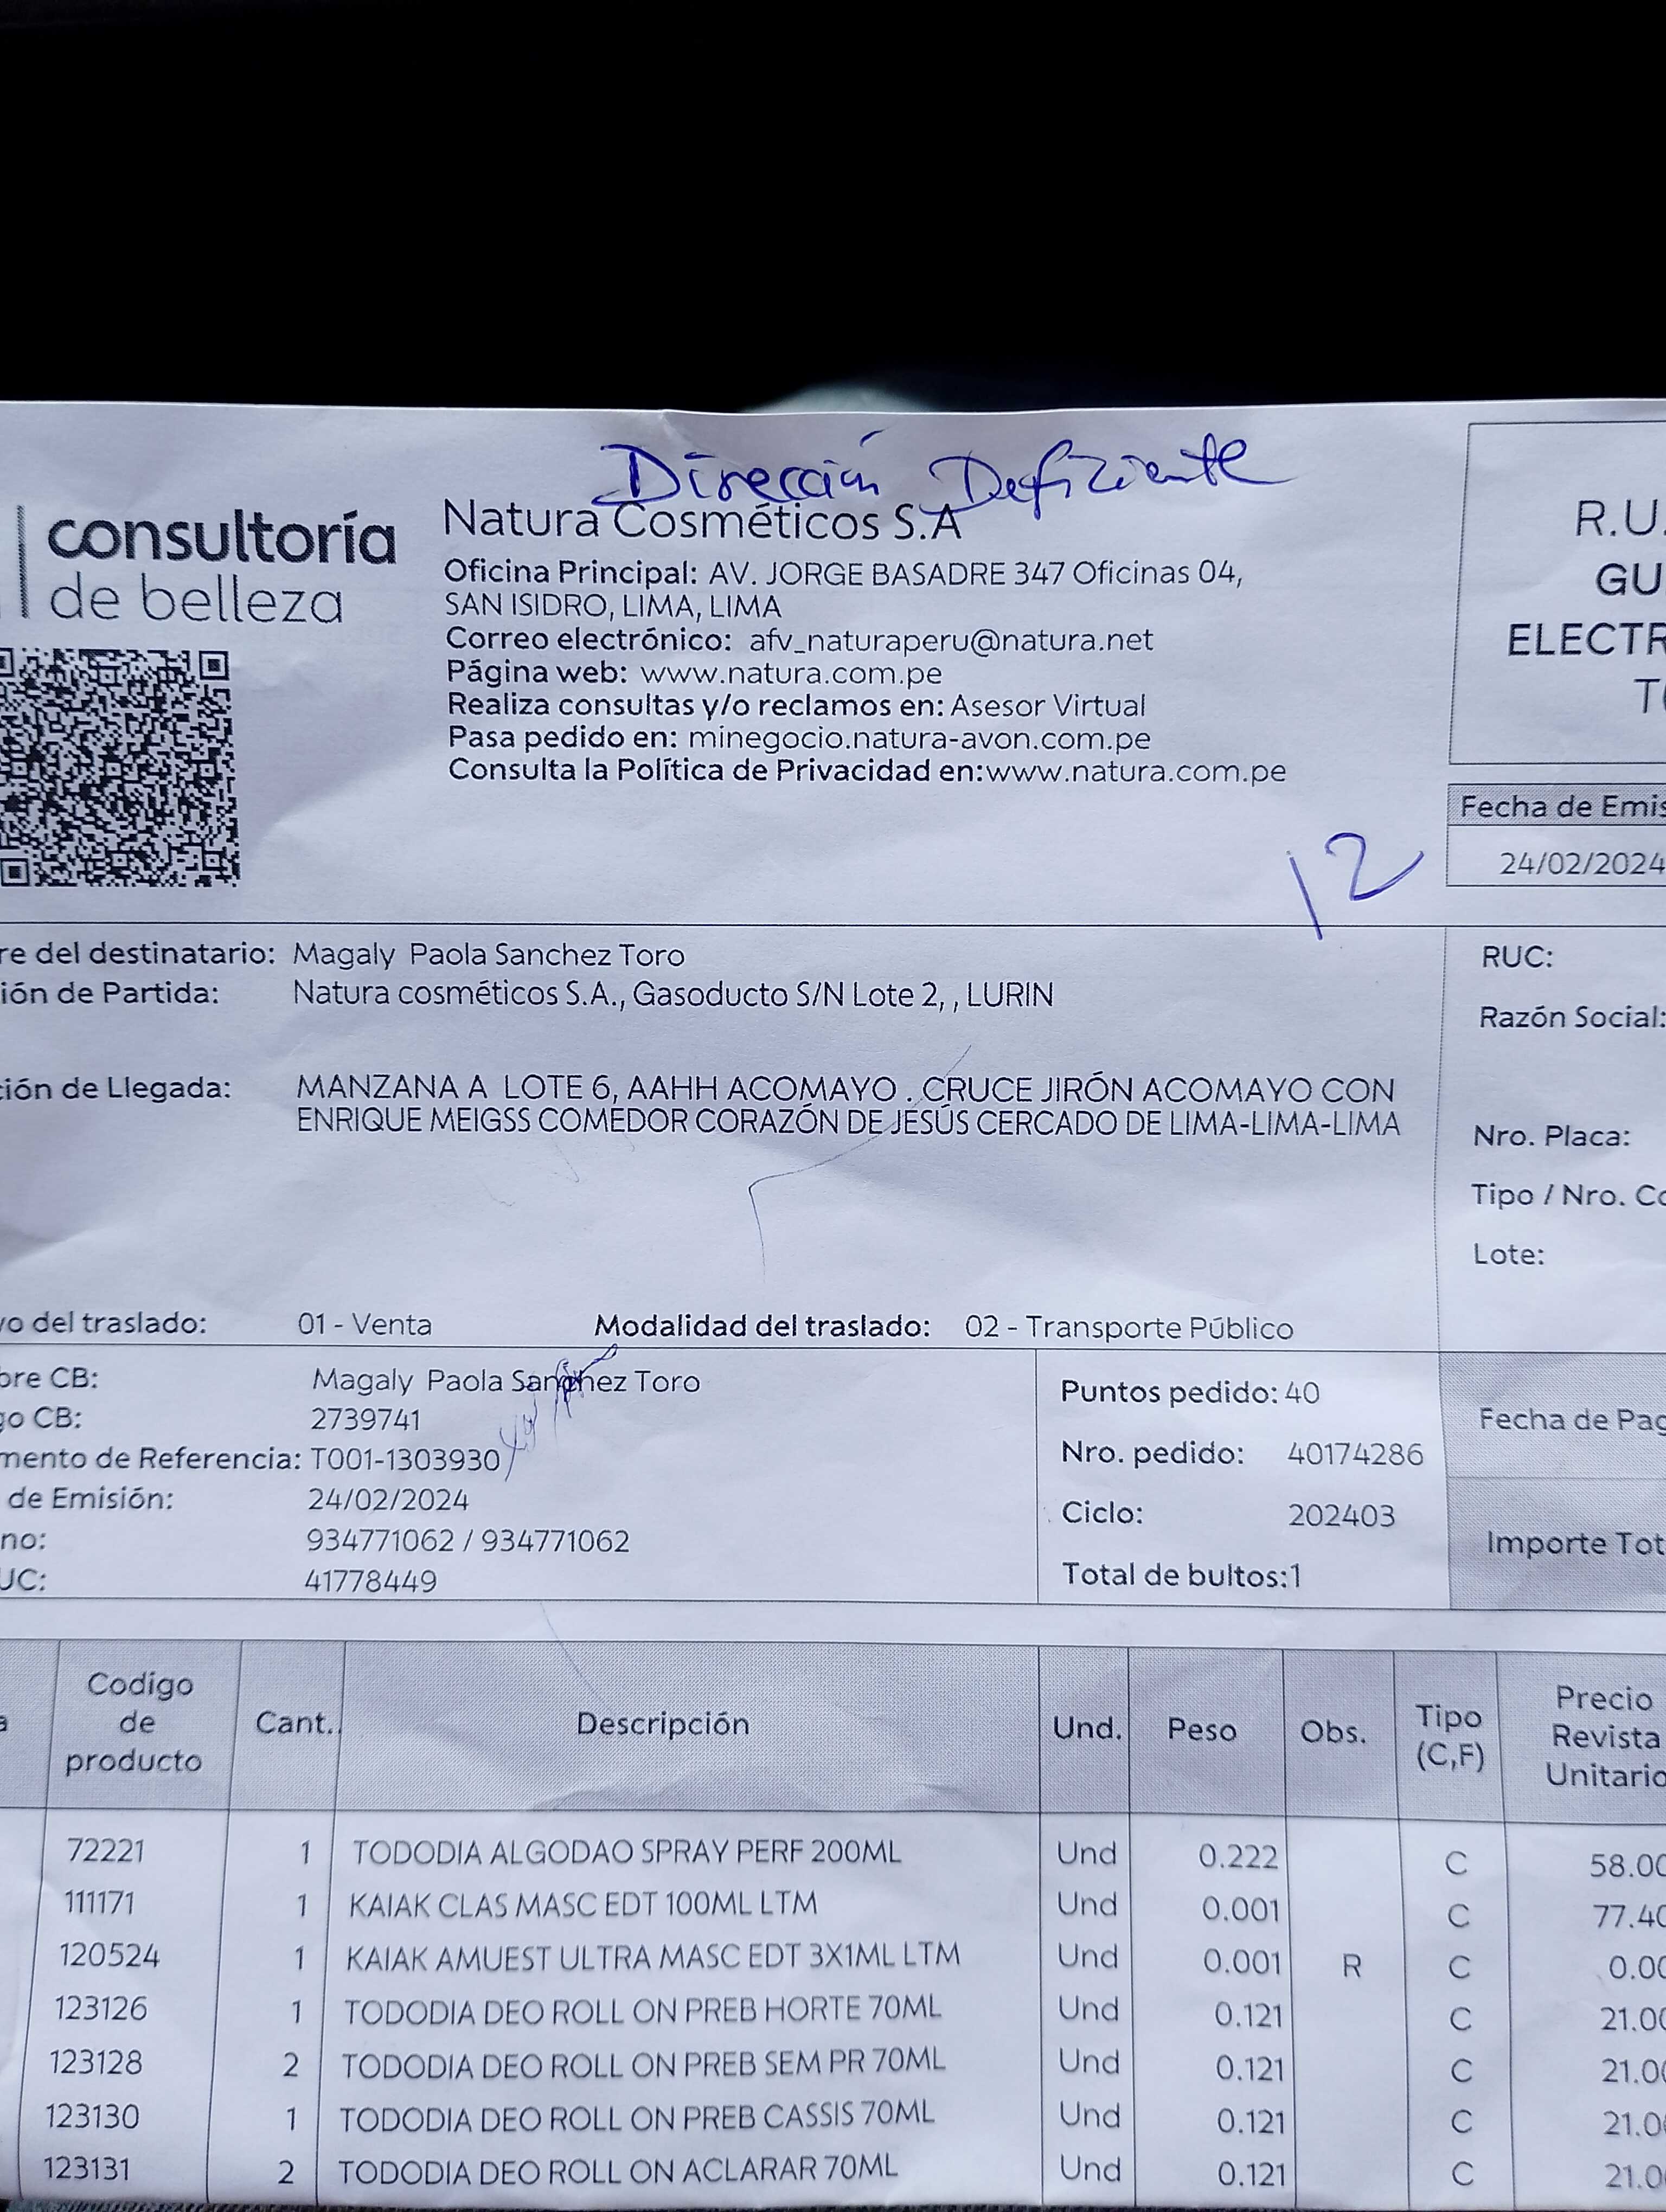 Dirección Defiziente
consultoría
de belleza
Natura Cosméticos S.A
Oficina Principal: AV. JORGE BASADRE 347 Oficinas 04,
SAN ISIDRO, LIMA, LIMA
Correo electrónico: afv_naturaperu@natura.net
Página web: www.natura.com.pe
Realiza consultas y/o reclamos en: Asesor Virtual
Pasa pedido en: minegocio.natura-avon.com.pe
Consulta la Política de Privacidad en:www.natura.com.pe
R.U.
GU
ELECTR
T
Fecha de Emis
24/02/2024
12
re del destinatario: Magaly Paola Sanchez Toro
ión de Partida: Natura cosméticos S.A., Gasoducto S/N Lote 2, , LURIN
ión de Llegada: MANZANA A LOTE 6, AAHH ACOMAYO . CRUCE JIRÓN ACOMAYO CON
ENRIQUE MEIGSS COMEDOR CORAZÓN DE JESÚS CERCADO DE LIMA-LIMA-LIMA
RUC:
Razón Social:
Nro. Placa:
Tipo / Nro. Co
Lote:
o del traslado: 01 - Venta Modalidad del traslado: 02 - Transporte Público
bre CB: Magaly Paola Sanchez Toro
go CB: 2739741
mento de Referencia: T001-1303930
de Emisión: 24/02/2024
no: 934771062 / 934771062
UC: 41778449
Puntos pedido: 40
Nro. pedido: 40174286
Ciclo: 202403
Total de bultos:1
Fecha de Pag
Importe Tot
Codigo de producto Cant.. Descripción Und. Peso Obs. Tipo (C,F) Precio Revista Unitario
72221 1 TODODIA ALGODAO SPRAY PERF 200ML Und 0.222 C 58.00
111171 1 KAIAK CLAS MASC EDT 100ML LTM Und 0.001 C 77.40
120524 1 KAIAK AMUEST ULTRA MASC EDT 3X1ML LTM Und 0.001 R C 0.00
123126 1 TODODIA DEO ROLL ON PREB HORTE 70ML Und 0.121 C 21.00
123128 2 TODODIA DEO ROLL ON PREB SEM PR 70ML Und 0.121 C 21.00
123130 1 TODODIA DEO ROLL ON PREB CASSIS 70ML Und 0.121 C 21.0
123131 2 TODODIA DEO ROLL ON ACLARAR 70ML Und 0.121 C 21.0